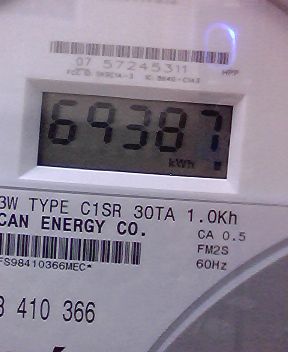 07 57245311
69387
kWh
3W TYPE C1SR 30TA 1.0Kh
CAN ENERGY CO.
CA 0.5
FM2S
FS98410366MEC*
60Hz
3 410 366